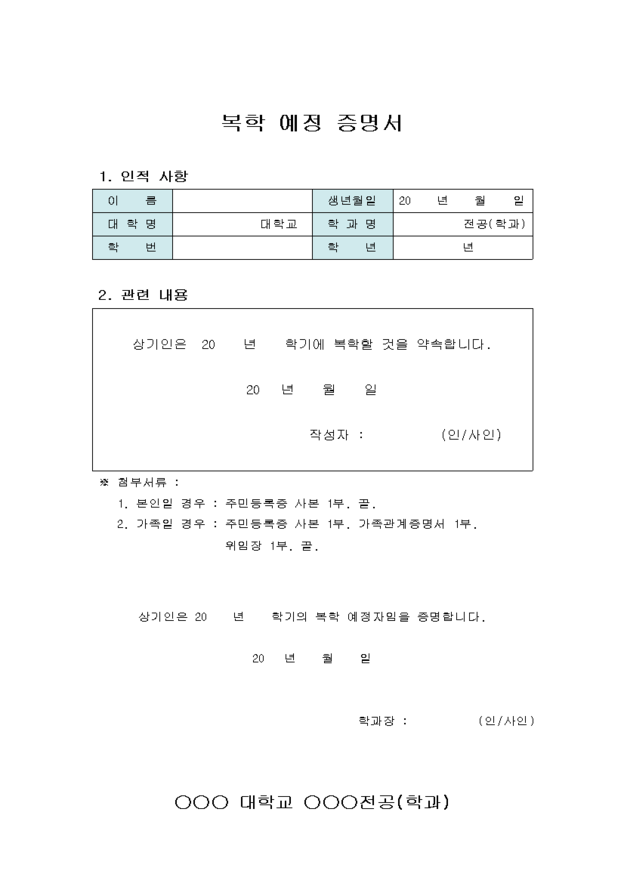 복학 예정 증명서
1. 인적 사항
이 름 생년월일 20 년 월 일
대 학 명 대학교 학 과 명 전공(학과)
학 번 학 년 년
2. 관련 내용
상기인은 20 년 학기에 복학할 것을 약속합니다.
20 년 월 일
작성자 : (인/사인)
※ 첨부서류 :
1. 본인일 경우 : 주민등록증 사본 1부. 끝.
2. 가족일 경우 : 주민등록증 사본 1부. 가족관계증명서 1부.
위임장 1부. 끝.
상기인은 20 년 학기의 복학 예정자임을 증명합니다.
20 년 월 일
학과장 : (인/사인)
○○○ 대학교 ○○○전공(학과)